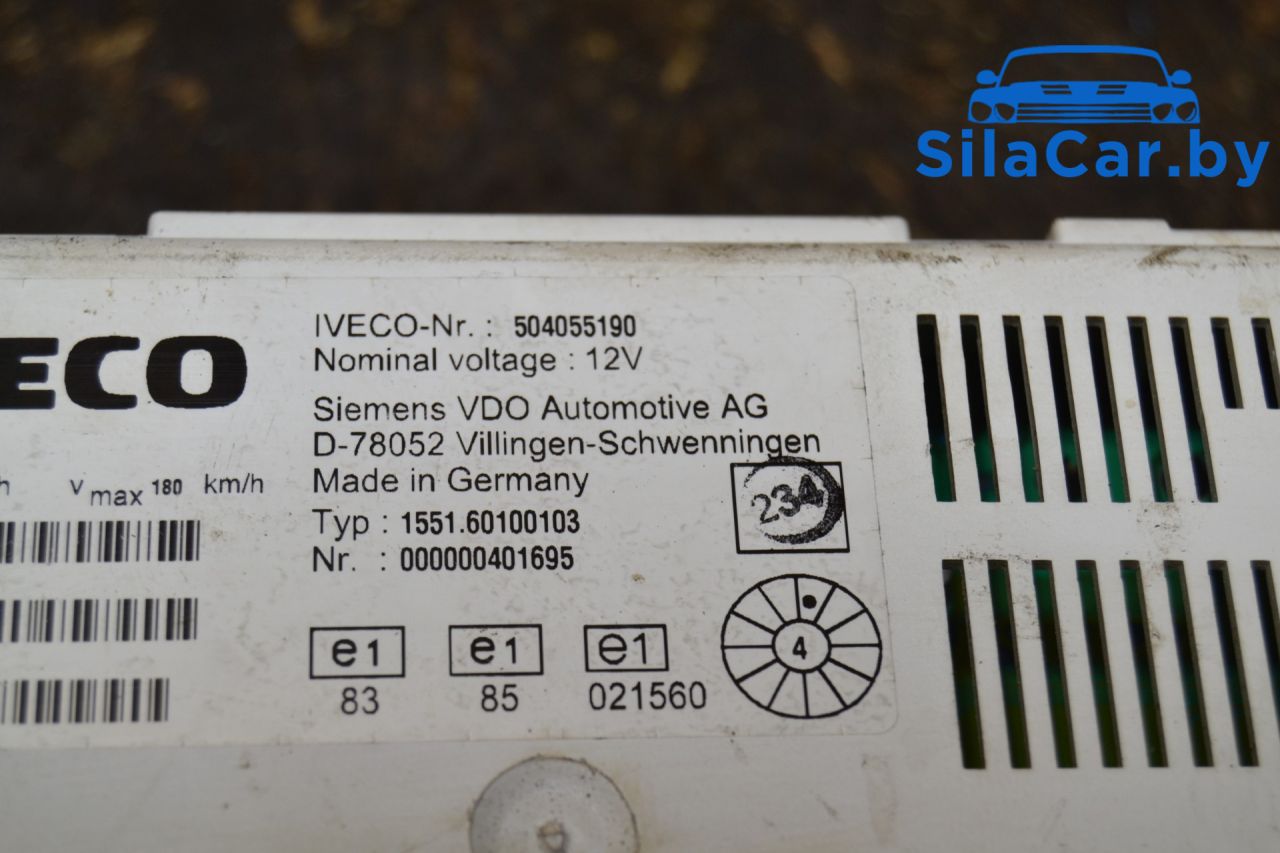 SilaCar.by
ECO
IVECO-Nr. : 504055190
Nominal voltage : 12V
Siemens VDO Automotive AG
D-78052 Villingen-Schwenningen
h V max 180 km/h
Made in Germany
Typ : 1551.60100103
Nr. : 000000401695
234
4
e1
83
e1
85
e1
021560